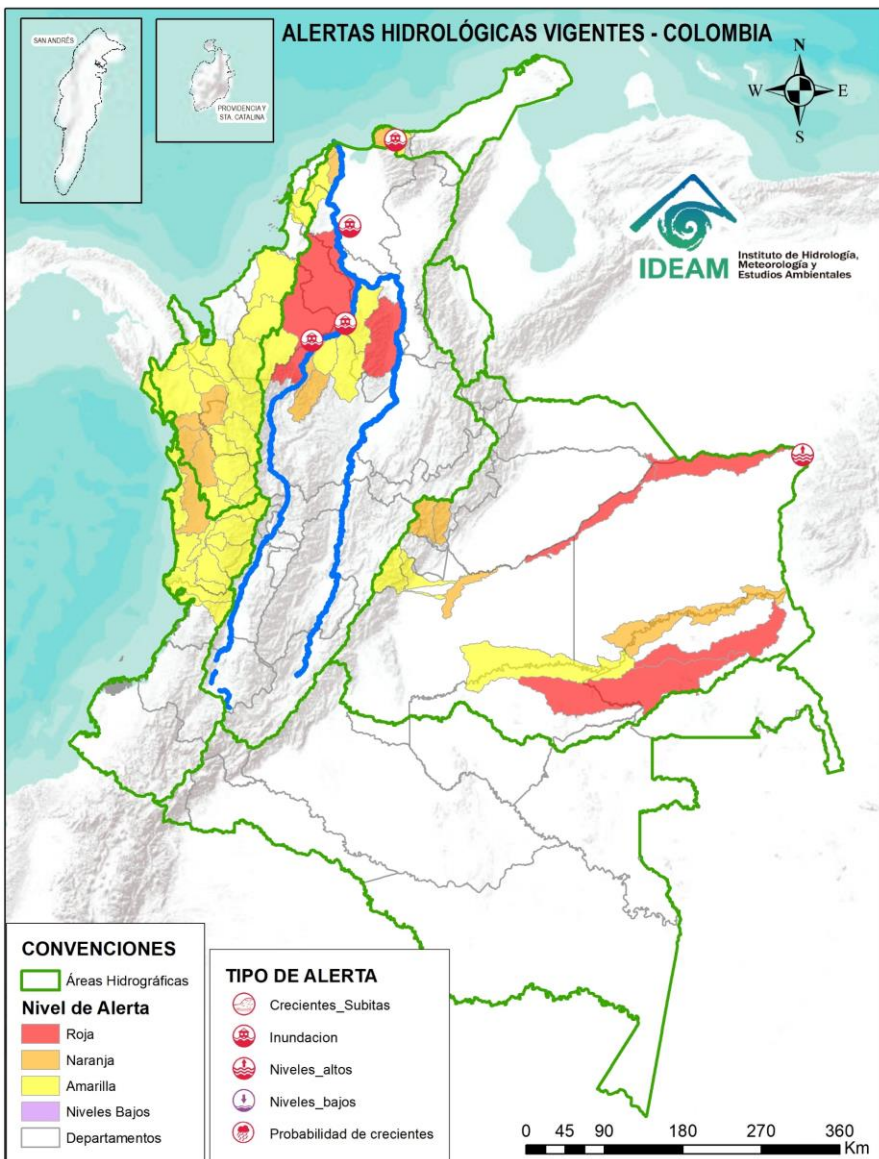 ALERTAS HIDROLÓGICAS VIGENTES - COLOMBIA
SAN ANDRÉS
PROVIDENCIA Y
STA. CATALINA
N
W
E
S
IDEAM
Instituto de Hidrología,
Meteorología y
Estudios Ambientales
CONVENCIONES
Áreas Hidrográficas
Nivel de Alerta
Roja
Naranja
Amarilla
Niveles Bajos
Departamentos
TIPO DE ALERTA
Crecientes_Subitas
Inundacion
Niveles_altos
Niveles_bajos
Probabilidad de crecientes
0 45 90 180 270 360
Km